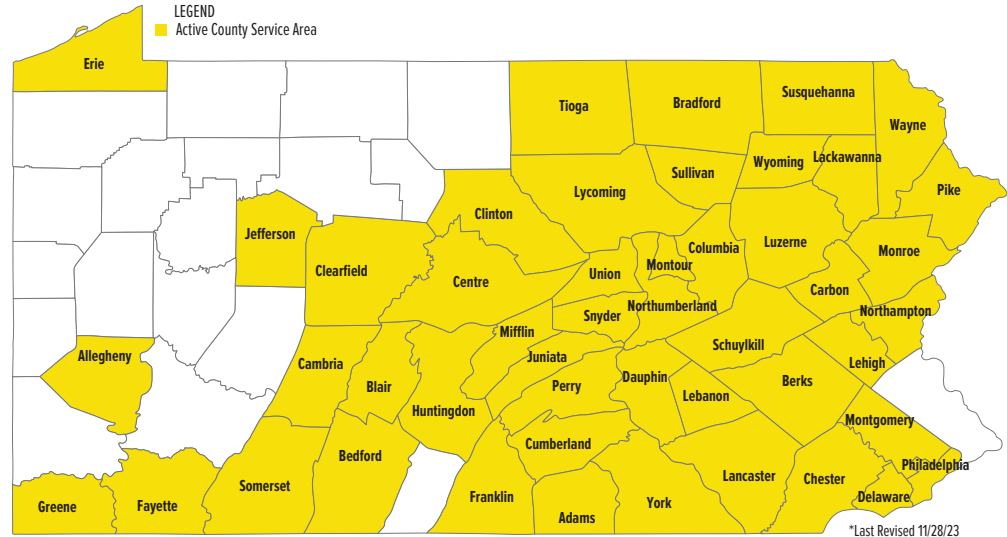 LEGEND
Active County Service Area
Erie
Tioga
Bradford
Susquehanna
Wayne
Wyoming
Lackawanna
Sullivan
Pike
Lycoming
Clinton
Jefferson
Luzerne
Columbia
Monroe
Clearfield
Montour
Union
Centre
Carbon
Northumberland
Northampton
Snyder
Mifflin
Schuylkill
Allegheny
Juniata
Cambria
Lehigh
Dauphin
Berks
Perry
Blair
Lebanon
Huntingdon
Montgomery
Cumberland
Bedford
Philadelphia
Lancaster
Chester
Somerset
Franklin
Delaware
York
Fayette
Greene
Adams
*Last Revised 11/28/23